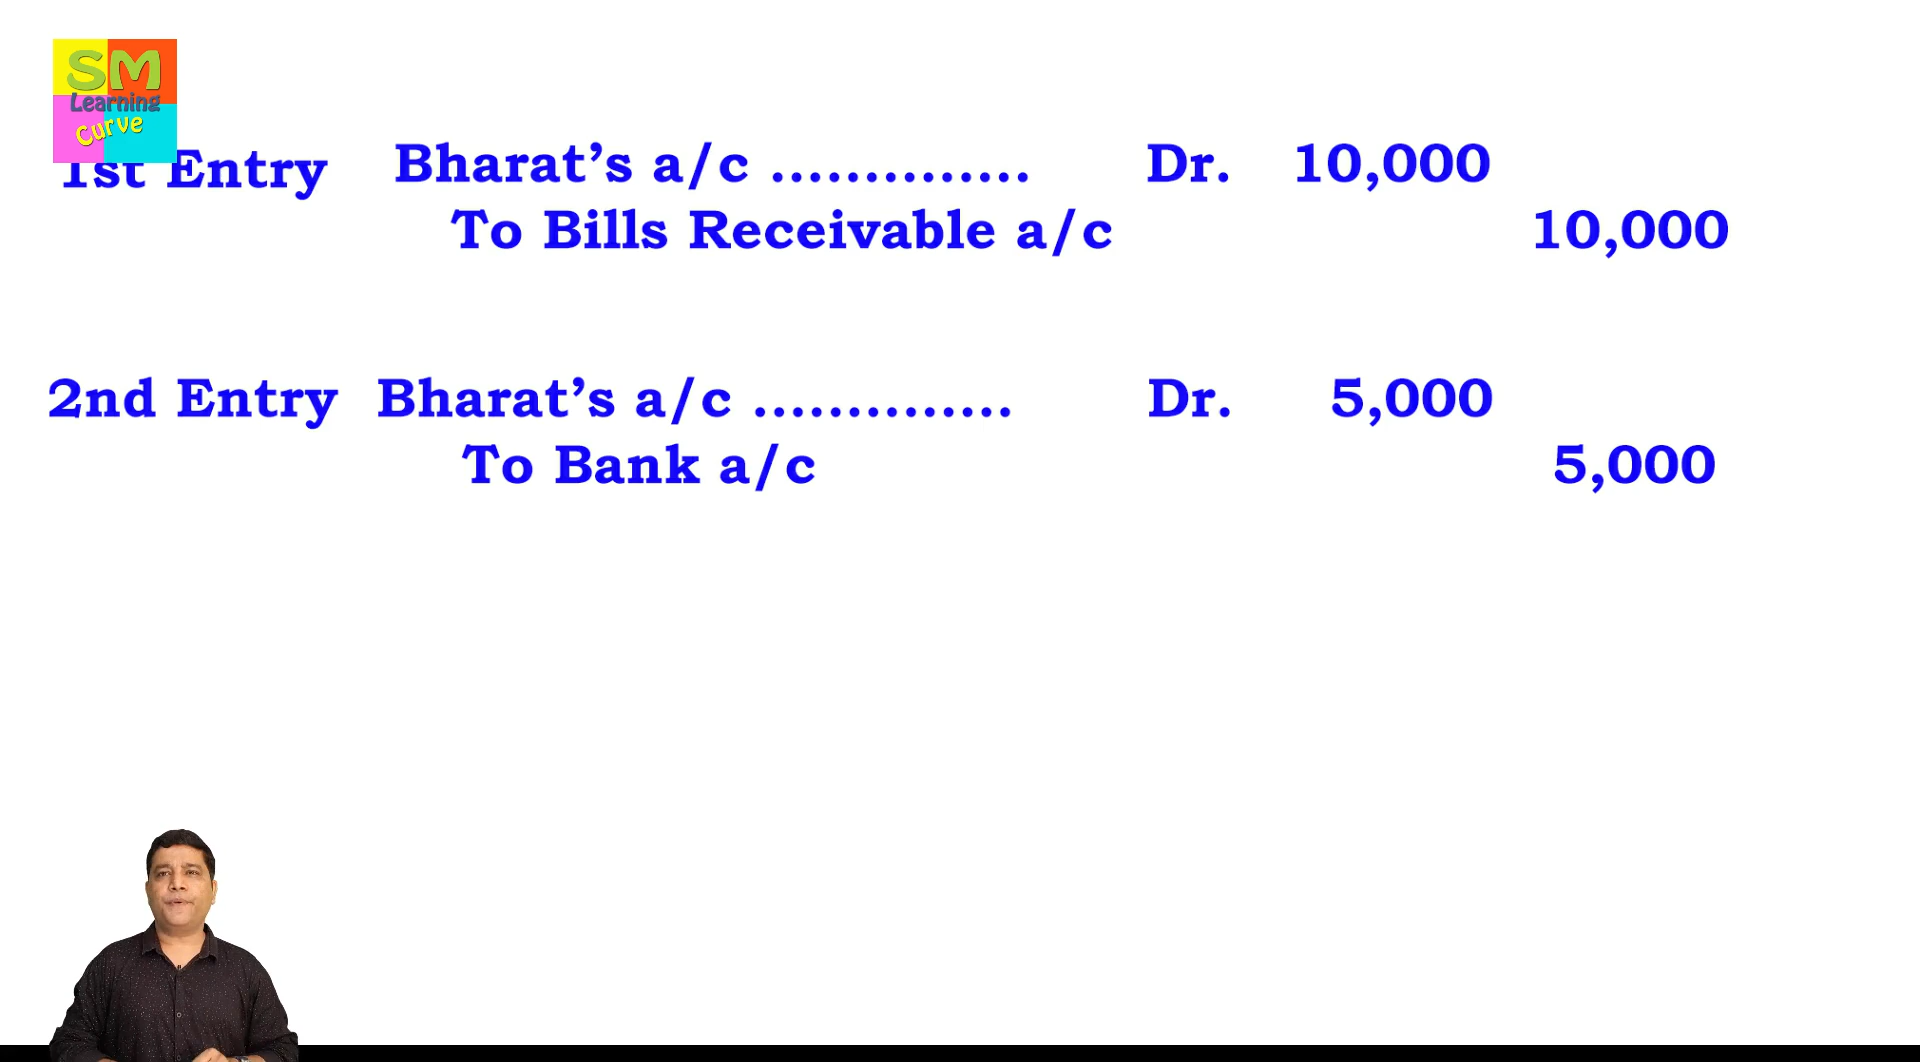 SM
Learning
Curve
1st Entry Bharat’s a/c .............. Dr. 10,000
To Bills Receivable a/c 10,000
2nd Entry Bharat’s a/c .............. Dr. 5,000
To Bank a/c 5,000